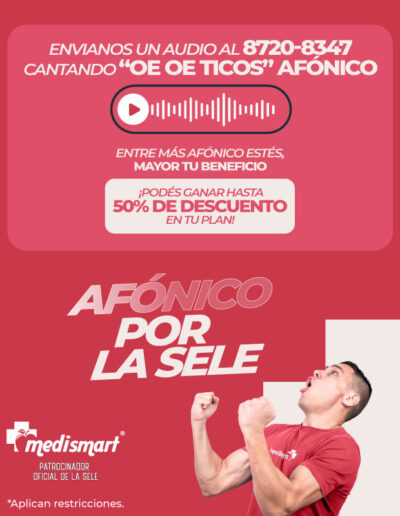 ENVIANOS UN AUDIO AL 8720-8347
CANTANDO “OE OE TICOS” AFÓNICO
ENTRE MÁS AFÓNICO ESTÉS,
MAYOR TU BENEFICIO
¡PODÉS GANAR HASTA
50% DE DESCUENTO
EN TU PLAN!
AFÓNICO
POR
LA SELE
medismart®
PATROCINADOR
OFICIAL DE LA SELE
*Aplican restricciones.